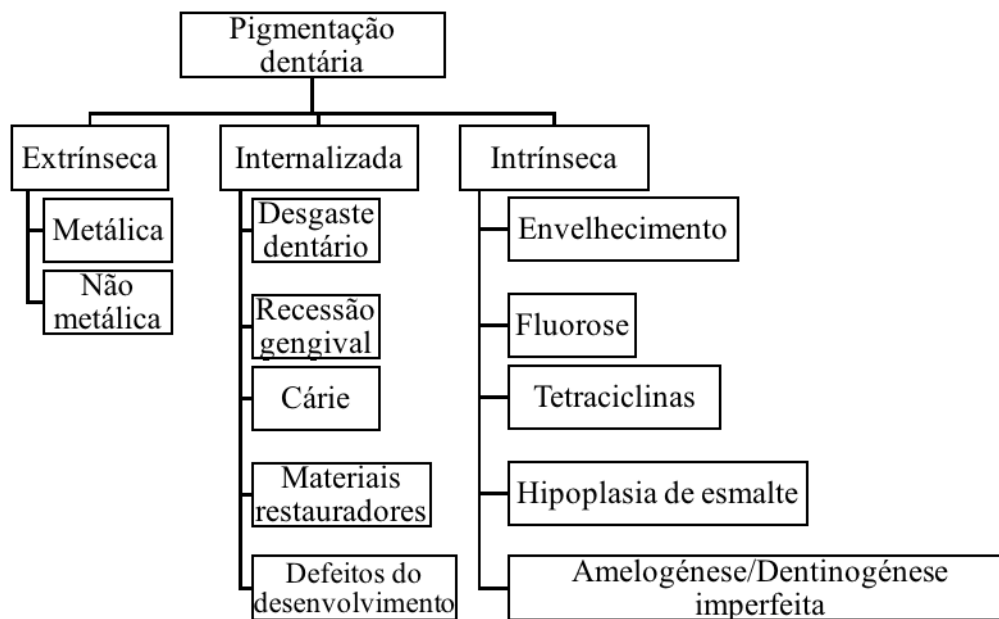 Pigmentação
dentária
Extrínseca
Internalizada
Intrínseca
Metálica
Não
metálica
Desgaste
dentário
Recessão
gengival
Cárie
Materiais
restauradores
Defeitos do
desenvolvimento
Envelhecimento
Fluorose
Tetraciclinas
Hipoplasia de esmalte
Amelogénese/Dentinogénese
imperfeita